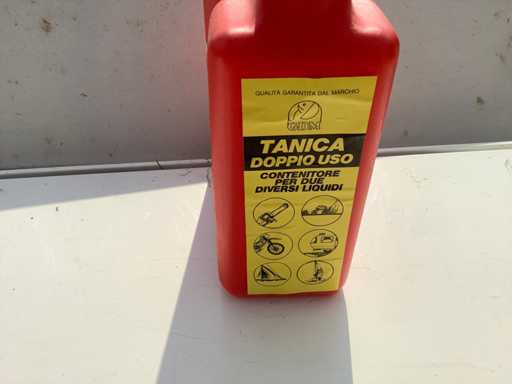 QUALITÀ GARANTITA DAL MARCHIO
TANICA
DOPPIO USO
CONTENITORE
PER DUE
DIVERSI LIQUIDI